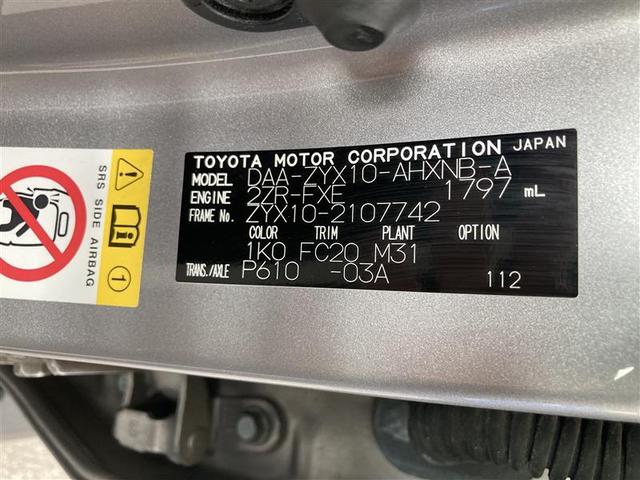 TOYOTA MOTOR CORPORATION JAPAN
MODEL DAA-ZYX10-AHXNB-A
ENGINE 2ZR-FXE 1797 mL
FRAME No. ZYX10-2107742
COLOR TRIM PLANT OPTION
1K0 FC20 M31
TRANS./AXLE P610 -03A 112
SRS SIDE AIRBAG
1